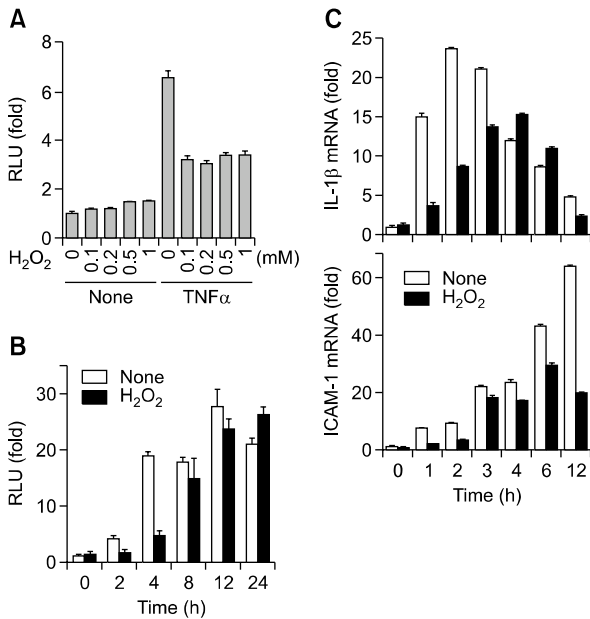 A
8
6
4
2
0
RLU (fold)
H₂O₂ 0 0.1 0.2 0.5 1 0 0.1 0.2 0.5 1 (mM)
None TNFα
B
None
H₂O₂
30
20
10
0
RLU (fold)
0 2 4 8 12 24
Time (h)
C
25
20
15
10
5
0
IL-1β mRNA (fold)
None
H₂O₂
60
40
20
0
ICAM-1 mRNA (fold)
0 1 2 3 4 6 12
Time (h)